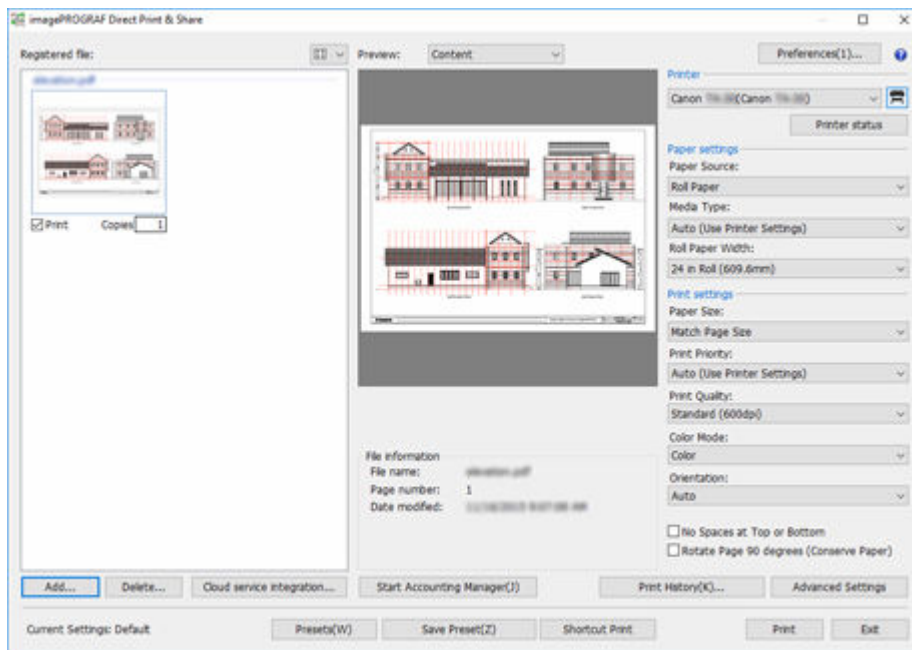 imagePROGRAF Direct Print & Share
Registered file:
Preview:
Content
Preferences(1)...
elevation.pdf
Printer
Canon (Canon )
Printer status
Paper settings
Paper Source:
Roll Paper
Media Type:
Auto (Use Printer Settings)
Roll Paper Width:
24 in Roll (609.6mm)
Print settings
Paper Size:
Match Page Size
Print Priority:
Auto (Use Printer Settings)
Print Quality:
Standard (600dpi)
Color Mode:
Color
Orientation:
Auto
No Spaces at Top or Bottom
Rotate Page 90 degrees (Conserve Paper)
Print Copies 1
File information
File name: elevation.pdf
Page number: 1
Date modified:
Add...
Delete...
Cloud service integration...
Start Accounting Manager(J)
Print History(K)...
Advanced Settings
Current Settings: Default
Presets(W)
Save Preset(Z)
Shortcut Print
Print
Exit